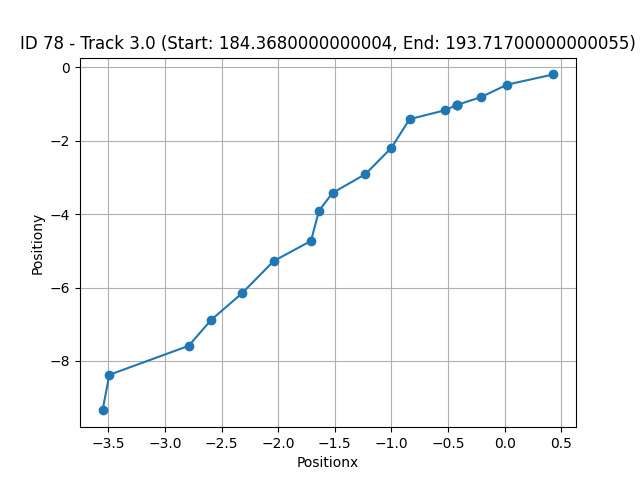 ID 78 - Track 3.0 (Start: 184.3680000000004, End: 193.71700000000055)
0
−2
−4
−6
−8
Positiony
−3.5 −3.0 −2.5 −2.0 −1.5 −1.0 −0.5 0.0 0.5
Positionx